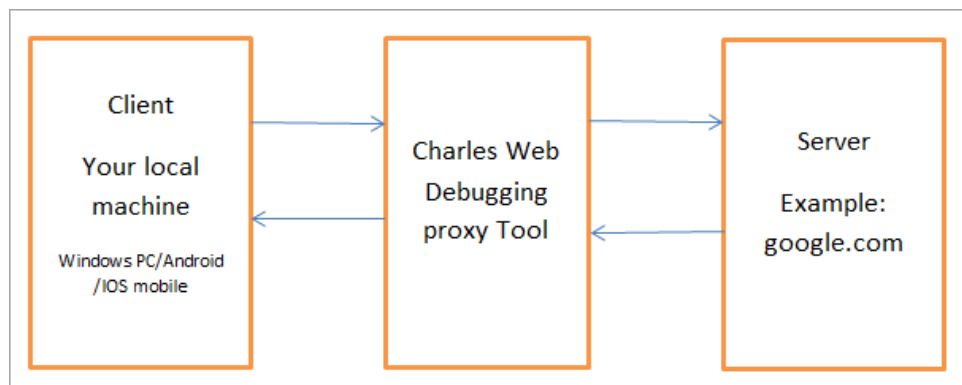 Client
Your local
machine
Windows PC/Android
/IOS mobile
Charles Web
Debugging
proxy Tool
Server
Example:
google.com